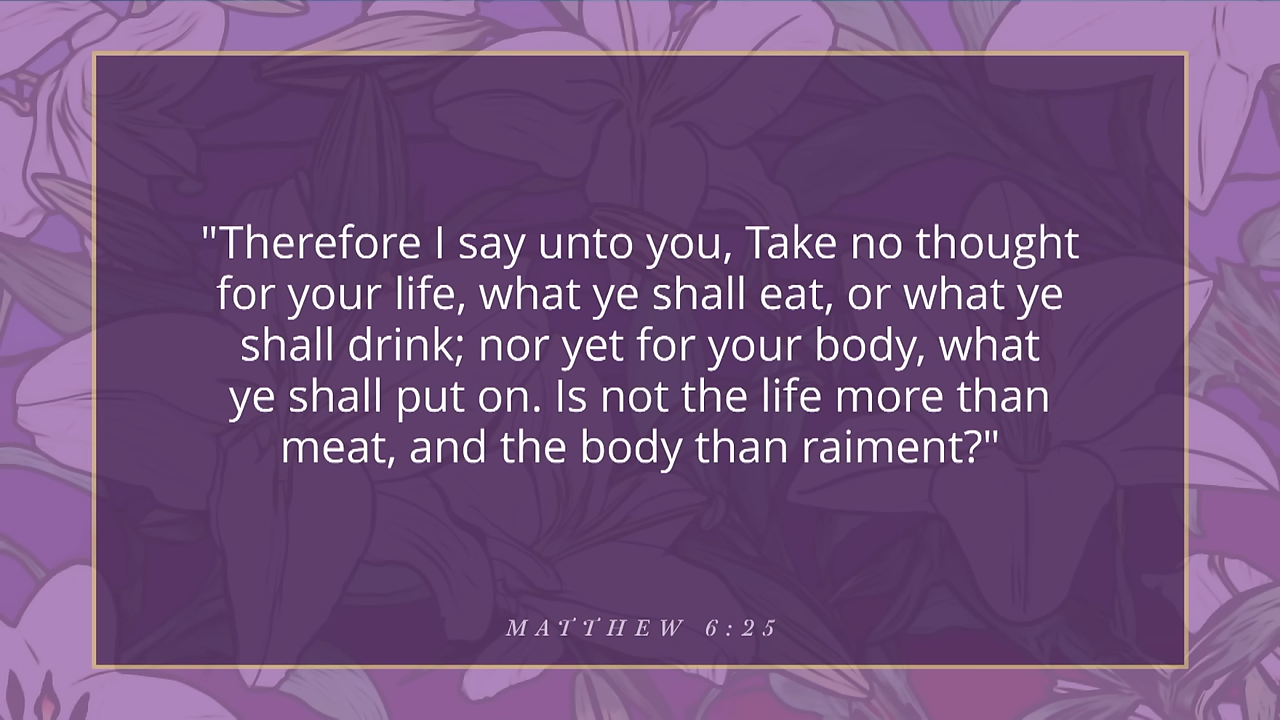 "Therefore I say unto you, Take no thought
for your life, what ye shall eat, or what ye
shall drink; nor yet for your body, what
ye shall put on. Is not the life more than
meat, and the body than raiment?"
MATTHEW 6:25